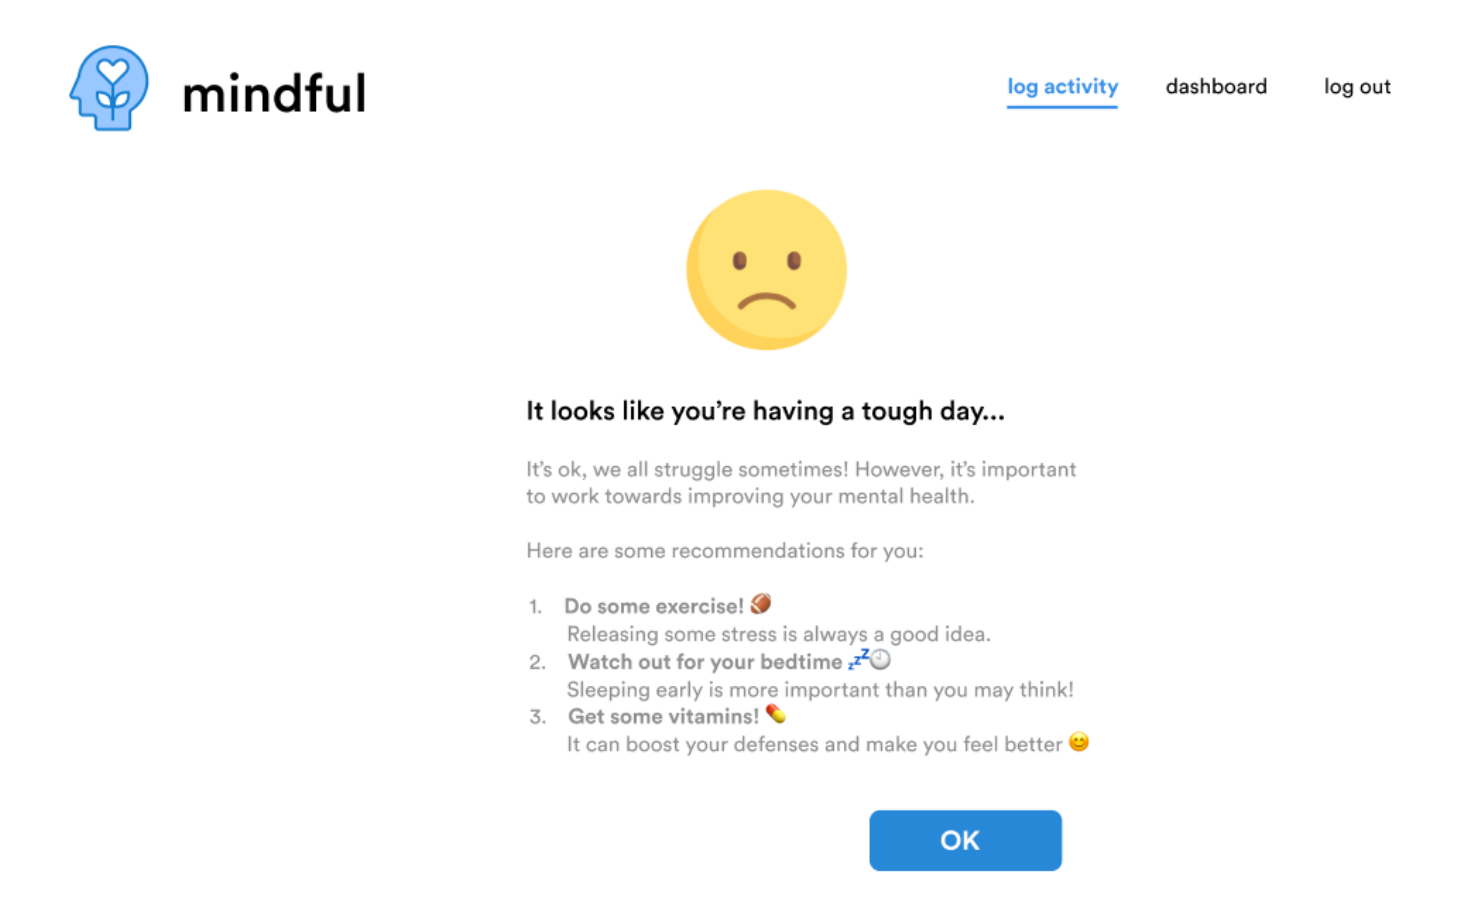 mindful
log activity
dashboard
log out
It looks like you’re having a tough day...
It’s ok, we all struggle sometimes! However, it’s important
to work towards improving your mental health.
Here are some recommendations for you:
1. Do some exercise! 🏈
Releasing some stress is always a good idea.
2. Watch out for your bedtime 💤🕙
Sleeping early is more important than you may think!
3. Get some vitamins! 💊
It can boost your defenses and make you feel better 😊
OK